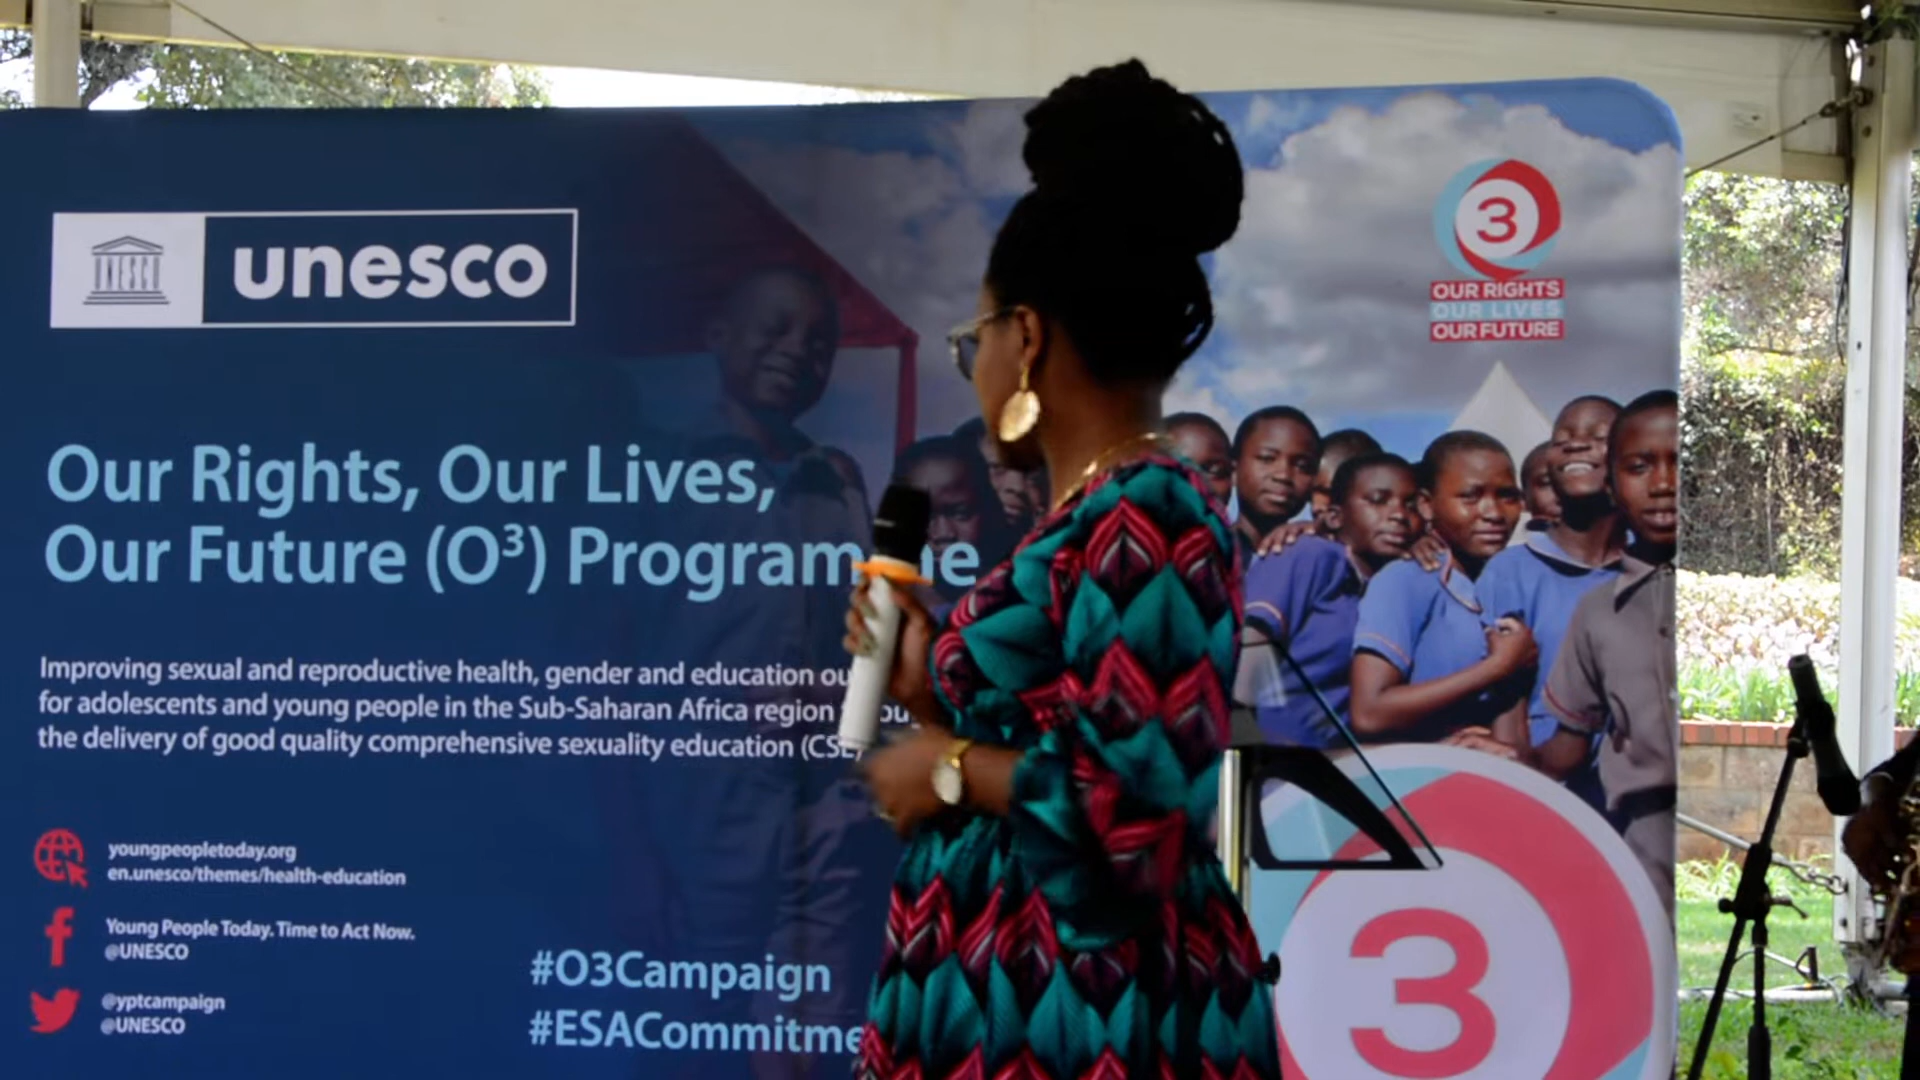 UNESCO
unesco
3
OUR RIGHTS
OUR LIVES
OUR FUTURE
Our Rights, Our Lives,
Our Future (O³) Program e
Improving sexual and reproductive health, gender and education
for adolescents and young people in the Sub-Saharan Africa region
the delivery of good quality comprehensive sexuality education (CSE)
youngpeopletoday.org
en.unesco/themes/health-education
Young People Today. Time to Act Now.
@UNESCO
@yptcampaign
@UNESCO
#O3Campaign
#ESACommitme
3